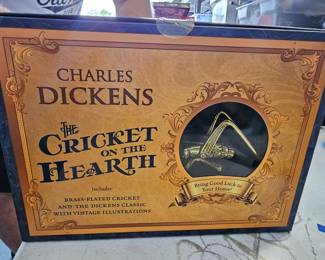 CHARLES
DICKENS
THE
CRICKET
ON THE
HEARTH
Includes
BRASS-PLATED CRICKET
AND THE DICKENS CLASSIC
WITH VINTAGE ILLUSTRATIONS
Bring Good Luck to
Your Home!